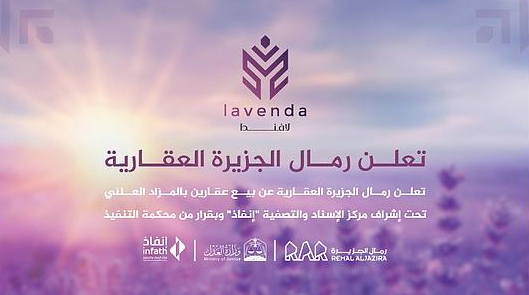 lavenda
لافندا
تعلن رمال الجزيرة العقارية
تعلن رمال الجزيرة العقارية عن بيع عقارين بالمزاد العلني
تحت إشراف مركز الإسناد والتصفية "إنفاذ" وبقرار من محكمة التنفيذ
رمال الجزيرة
REMAL ALJAZIRA
وزارة العدل
Ministry of Justice
إنفاذ
infath